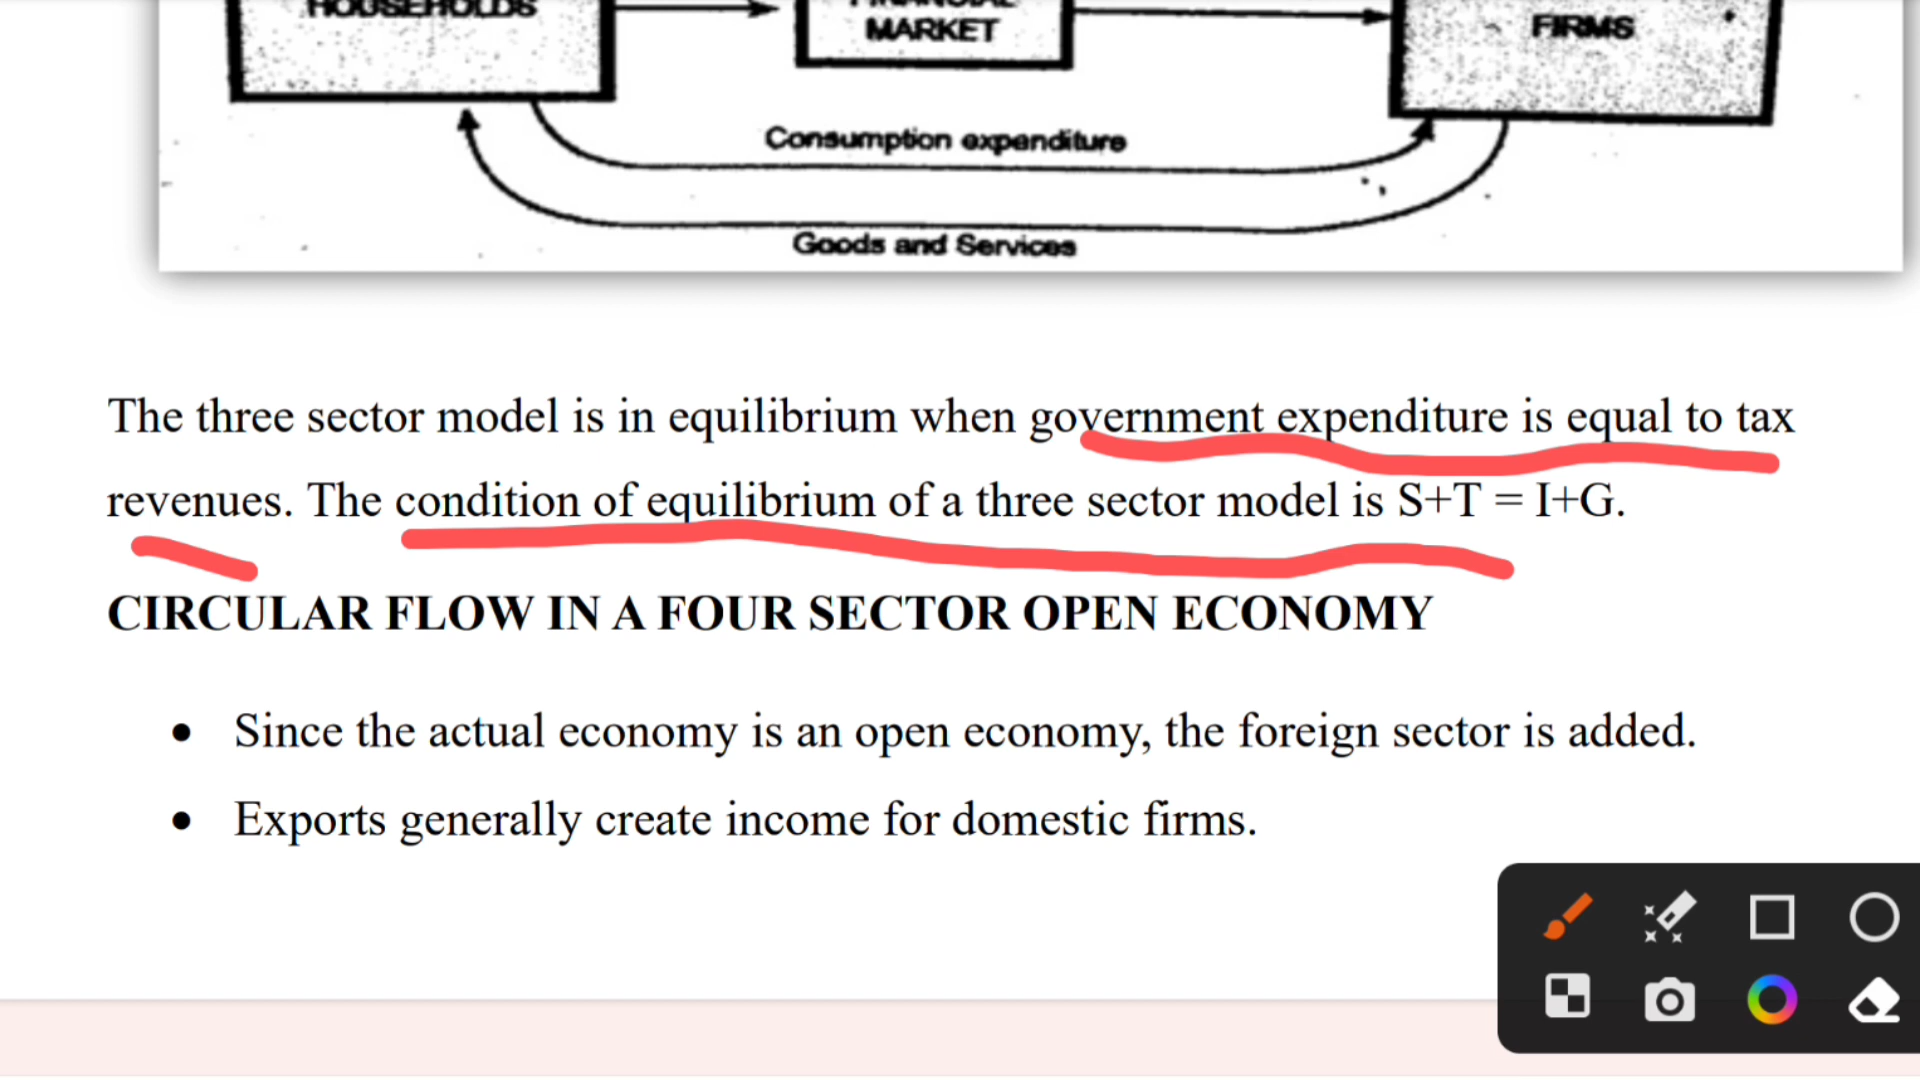 HOUSEHOLDS
FINANCIAL
MARKET
FIRMS
Consumption expenditure
Goods and Services
The three sector model is in equilibrium when government expenditure is equal to tax
revenues. The condition of equilibrium of a three sector model is S+T = I+G.
CIRCULAR FLOW IN A FOUR SECTOR OPEN ECONOMY
• Since the actual economy is an open economy, the foreign sector is added.
• Exports generally create income for domestic firms.